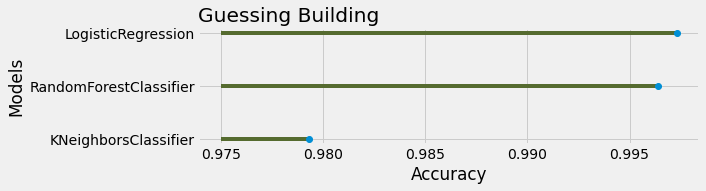 Guessing Building
LogisticRegression
RandomForestClassifier
KNeighborsClassifier
Models
0.975 0.980 0.985 0.990 0.995
Accuracy